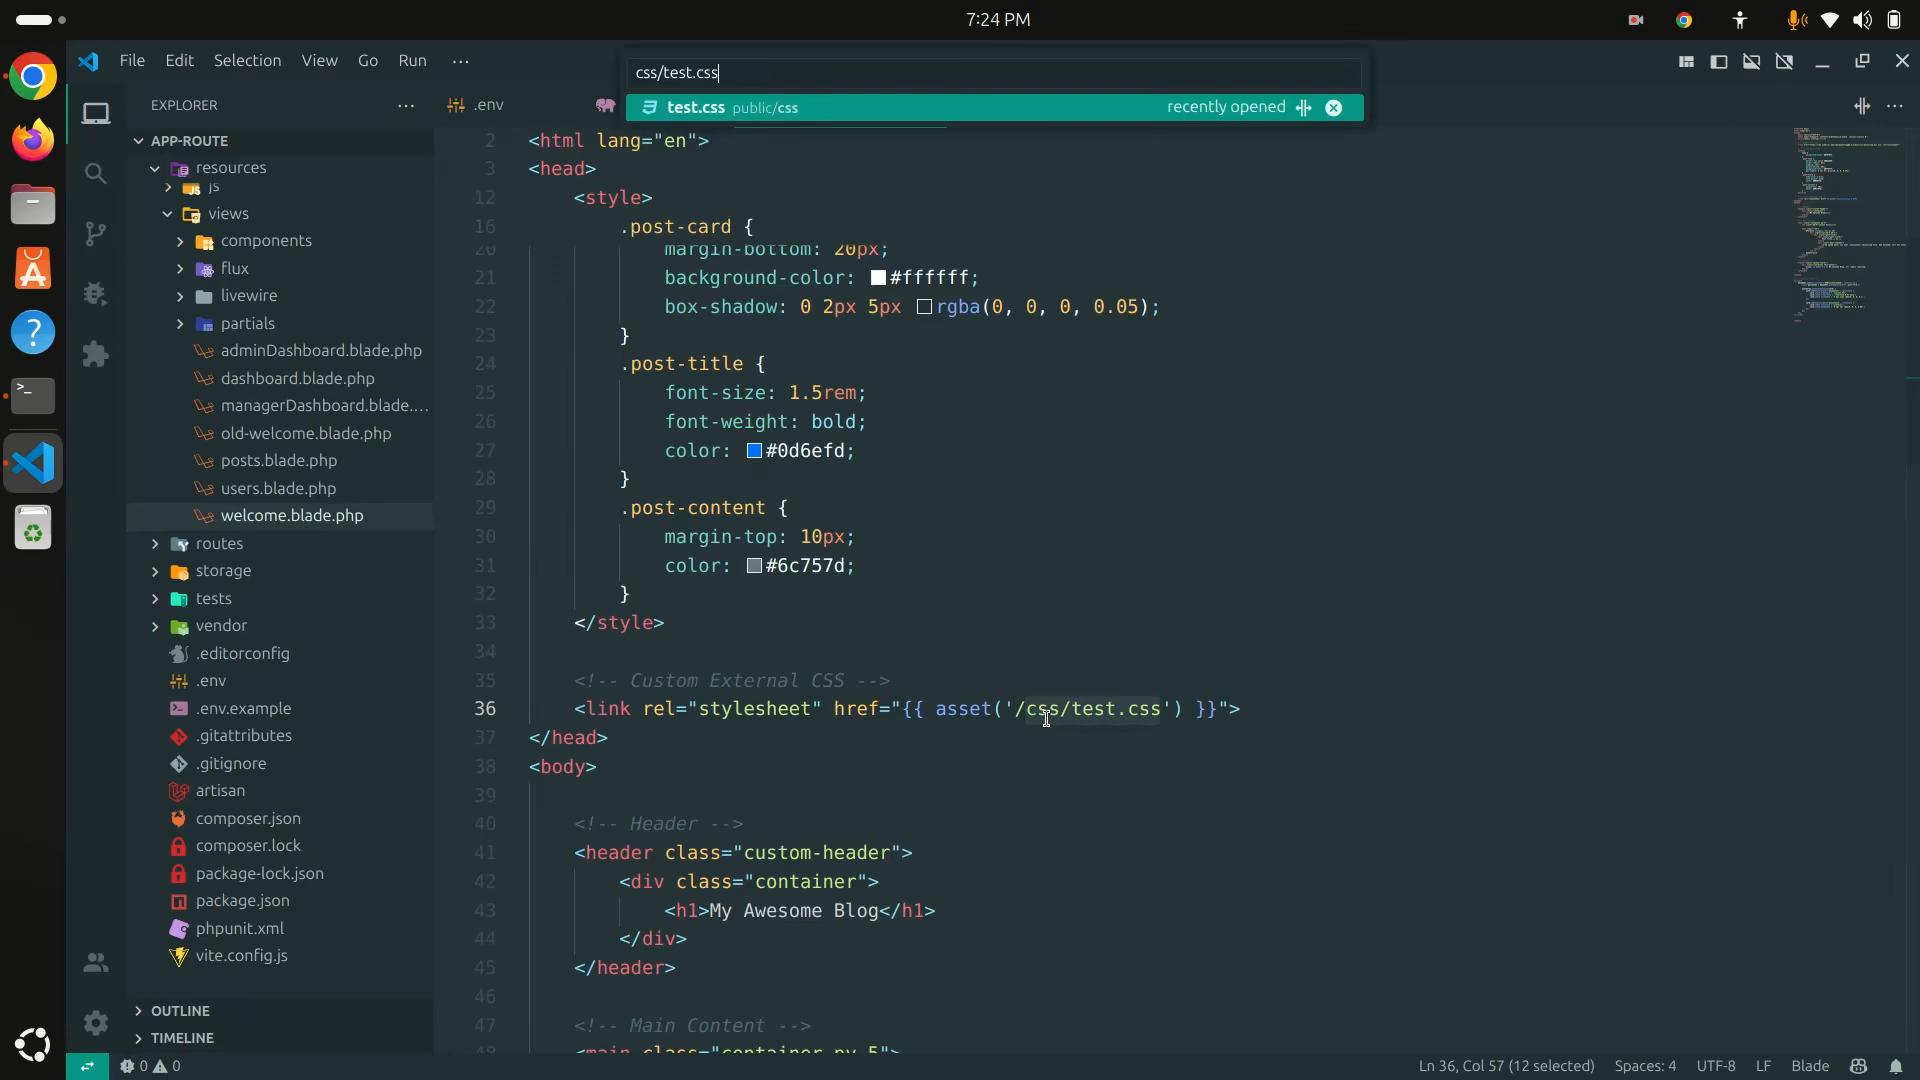 7:24 PM
File Edit Selection View Go Run ...
css/test.css
test.css public/css recently opened
EXPLORER
.env
APP-ROUTE
resources
js
views
components
flux
livewire
partials
adminDashboard.blade.php
dashboard.blade.php
managerDashboard.blade....
old-welcome.blade.php
posts.blade.php
users.blade.php
welcome.blade.php
routes
storage
tests
vendor
.editorconfig
.env
.env.example
.gitattributes
.gitignore
artisan
composer.json
composer.lock
package-lock.json
package.json
phpunit.xml
vite.config.js
OUTLINE
TIMELINE
2 <html lang="en">
3 <head>
12 <style>
16 .post-card {
20 margin-bottom: 20px;
21 background-color: #ffffff;
22 box-shadow: 0 2px 5px rgba(0, 0, 0, 0.05);
23 }
24 .post-title {
25 font-size: 1.5rem;
26 font-weight: bold;
27 color: #0d6efd;
28 }
29 .post-content {
30 margin-top: 10px;
31 color: #6c757d;
32 }
33 </style>
34
35 <!-- Custom External CSS -->
36 <link rel="stylesheet" href="{{ asset('/css/test.css') }}">
37 </head>
38 <body>
39
40 <!-- Header -->
41 <header class="custom-header">
42 <div class="container">
43 <h1>My Awesome Blog</h1>
44 </div>
45 </header>
46
47 <!-- Main Content -->
48 <main class="container py-5">
0 0 Ln 36, Col 57 (12 selected) Spaces: 4 UTF-8 LF Blade